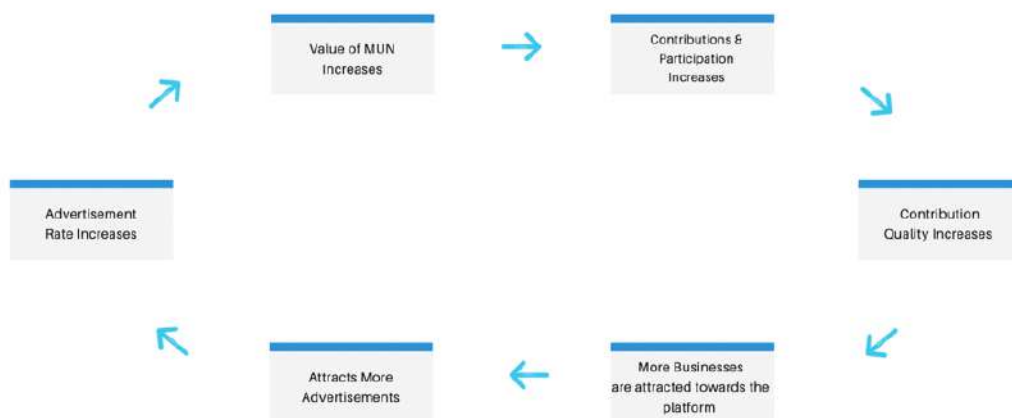 Value of MUN
Increases
Contributions &
Participation
Increases
Contribution
Quality Increases
More Businesses
are attracted towards the
platform
Attracts More
Advertisements
Advertisement
Rate Increases